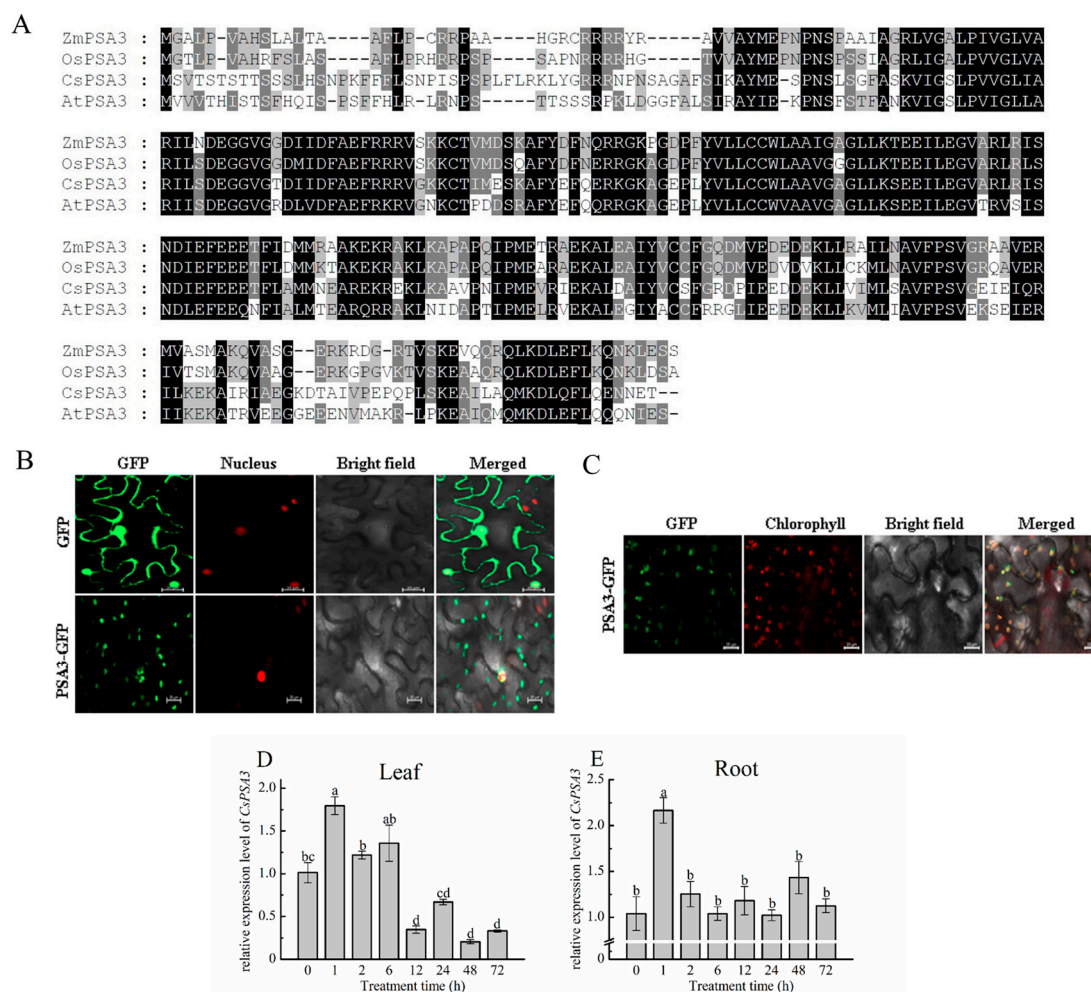 A
ZmPSA3 : MGALP-VAHSLALTA----AFLP-CRRPAA---HGRCRRRRYR-----AVVAYMEPNPNSPAAIAGRLVGALPIVGLVA
OsPSA3 : MGTLP-VAHRFSLAS----AFLPRHRRPSP----SAPNRRRRHG----TVVAYMEPNPNSPSSIAGRLIGALPVVGLVA
CsPSA3 : MSVTSTSTTSSSLHSNPKFFFLSNPISPSPLFLRKLYGRRRNPNSAGAFSIKAYME-SPNSLSGFASKVIGSLPVVGLIA
AtPSA3 : MVVVTHISTSFHQIS-PSFFHLR-LRNPS----TTSSSRPKLDGGFALSIRAYIE-KPNSFSTFANKVIGSLPVIGLLA
ZmPSA3 : RILNDEGGVGGDIIDFAEFRRRVSKKCTVMDSKAFYDFNQRRGKPGDPFYVLLCCWLAAIGAGLLKTEEILEGVARLRIS
OsPSA3 : RILSDEGGVGGDMIDFAEFRRRVSKKCTVMDSQAFYDFNQRRGKAGDPFYVLLCCWLAAVGGGLLKTEEILEGVARLRLS
CsPSA3 : RILSDEGGVGTDIIDFAEFRRRVGKKCTIMESKAFYEFQERKGKAGEPLYVLLCCWLAAVGAGLLKSEEILEGVARLRIS
AtPSA3 : RIISDEGGVGRDLVDFAEFRKRVGNKCTPDDSRAFYEFQQRRGKAGEPLYVLLCCWVAAVGAGLLKSEEILEGVTRVSIS
ZmPSA3 : NDIEFEEETFIDMMRAAKEKRAKLKAPAPQIPMETRAEKALEAIYVCCFGQDMVEDEDEKLLRAILNAVFPSVGRAAVER
OsPSA3 : NDIEFEEETFLDMMKTAKEKRAKLKAPAPQIPMEARAEKALEAIYVCCFGQDMVEDVDVKLLCKMLNAVFPSVGRQAVER
CsPSA3 : NDIEFEEETFLAMMNEAREKREKLKAAVPNIPMEVRIEKALDAIYVCSFGRDPIEEDDEKLLVIMLSAVFPSVGEIEIQR
AtPSA3 : NDLEFEEQNFIALMTEARQRRAKLNIDAPTIPMELRVEKALEGIYACCFRRGLIEEEDEKLLKVMLIAVFPSVEKSEIER
ZmPSA3 : MVASMAKQVASG--ERKRDG-RTVSKEVQQRQLKDLEFLKQNKLESS
OsPSA3 : IVTSMAKQVAAG--ERKGPGVKTVSKEAAQRQLKDLEFLKQNKLDSA
CsPSA3 : ILKEKAIRIAEGKDTAIVPEPQPLSKEAILAQMKDLQFLQENNET--
AtPSA3 : IIKEKATRVEEGGEEENVMAKR-LPKEAIQMQMKDLEFLQQQNIES-
B
GFP Nucleus Bright field Merged
GFP
20 μm
PSA3-GFP
C
GFP Chlorophyll Bright field Merged
PSA3-GFP
D Leaf
relative expression level of CsPSA3
2.0
1.5
1.0
0.5
0
bc a b ab d cd d d
0 1 2 6 12 24 48 72
Treatment time (h)
E Root
relative expression level of CsPSA3
2.5
2.0
1.5
1.0
b a b b b b b b
0 1 2 6 12 24 48 72
Treatment time (h)